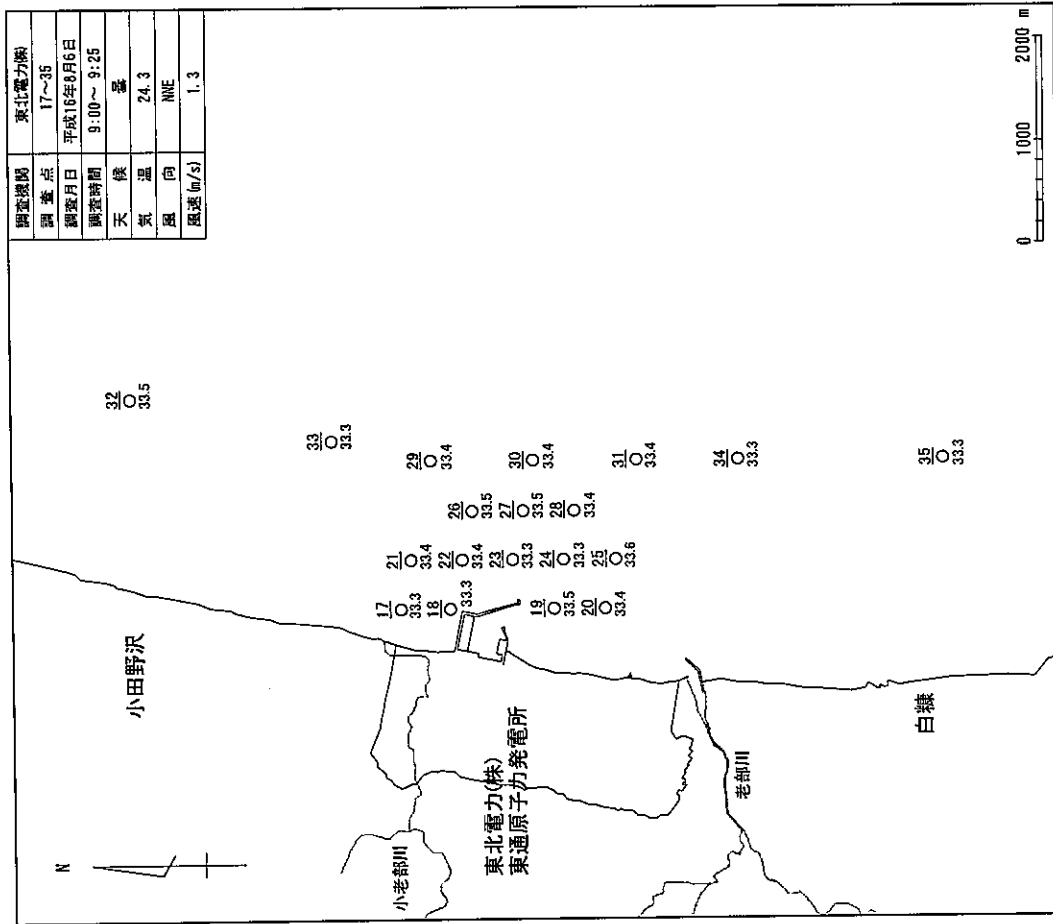 調査機関 東北電力(株)
調査点 17～35
調査月日 平成16年8月6日
調査時間 9:00～ 9:25
天候 曇
気温 24.3
風向 NNE
風速(m/s) 1.3
N
小田野沢
32
33.5
33
33.3
29
33.4
30
33.4
31
33.4
34
33.3
35
33.3
26
33.5
27
33.5
28
33.4
21
33.4
22
33.4
23
33.3
24
33.3
25
33.6
17
33.3
18
33.3
19
33.5
20
33.4
小老部川
東北電力(株)
東通原子力発電所
老部川
白糠
0 1000 2000 m